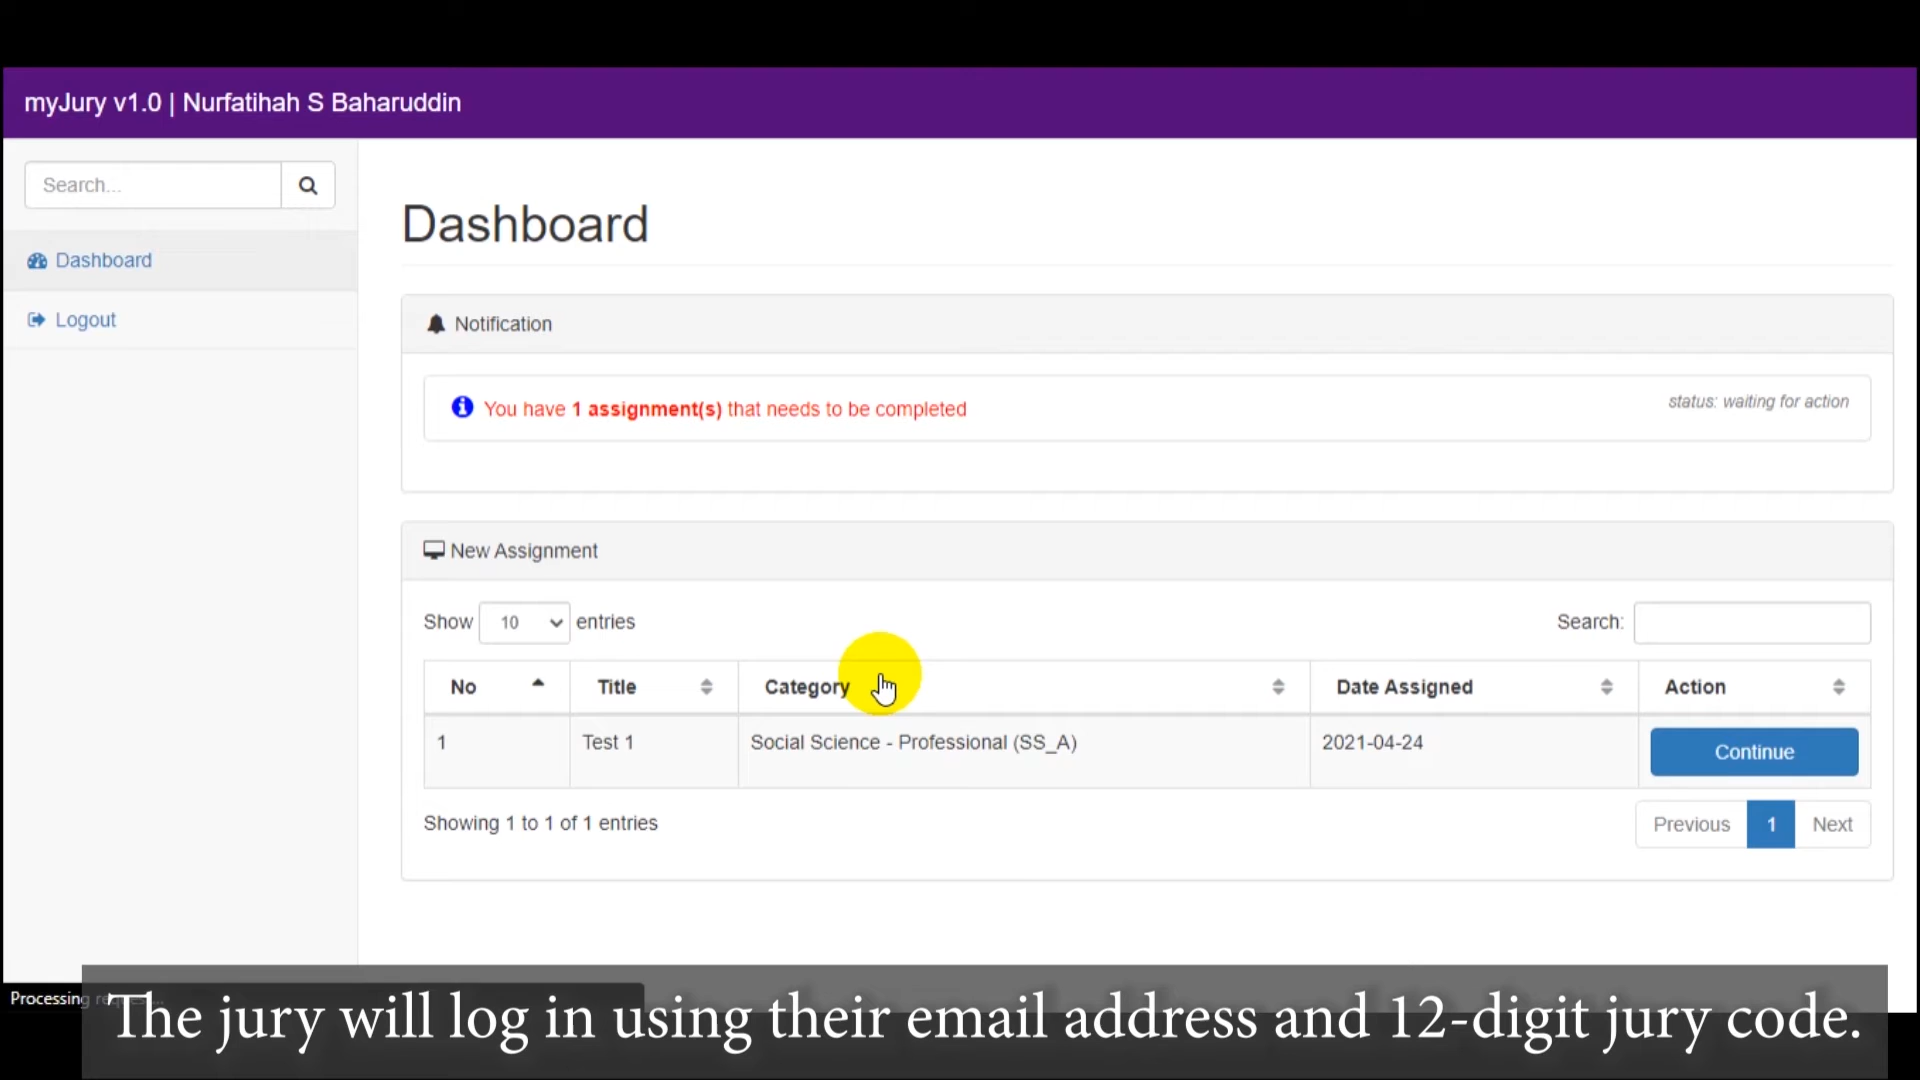 myJury v1.0 | Nurfatihah S Baharuddin
Search...
Dashboard
Logout
Dashboard
Notification
You have 1 assignment(s) that needs to be completed
status: waiting for action
New Assignment
Show 10 entries
Search:
No Title Category Date Assigned Action
1 Test 1 Social Science - Professional (SS_A) 2021-04-24 Continue
Showing 1 to 1 of 1 entries
Previous 1 Next
Processing
The jury will log in using their email address and 12-digit jury code.